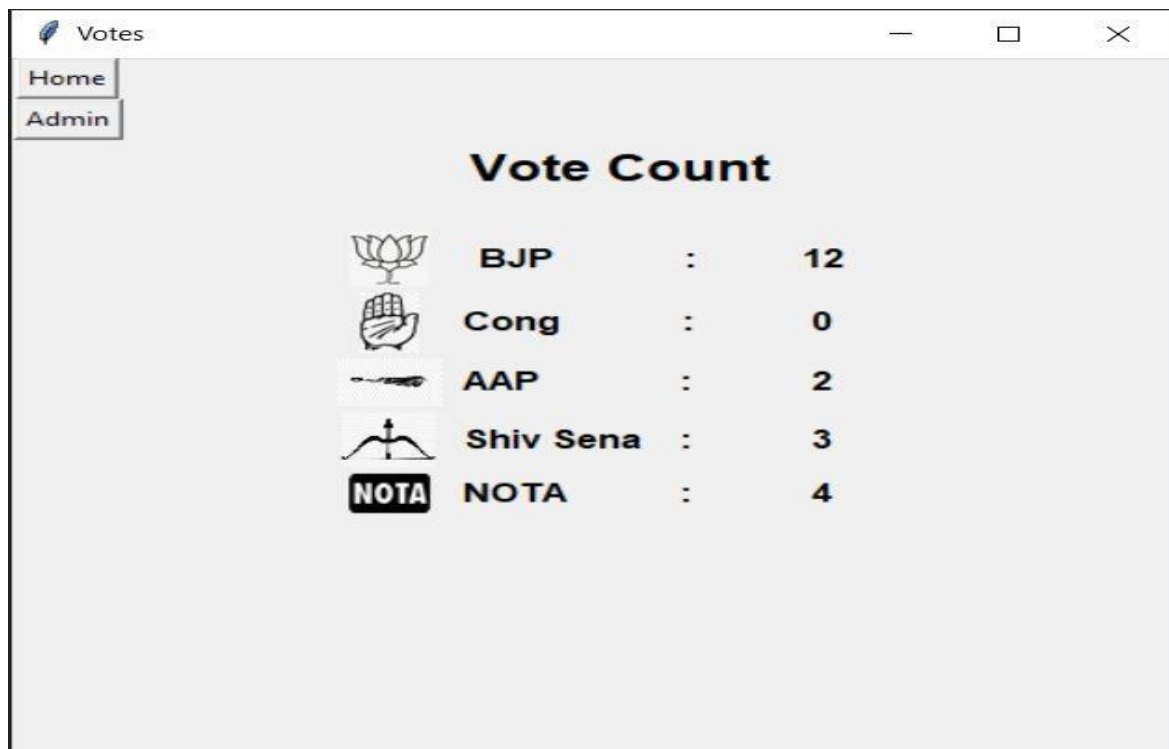 Votes
Home
Admin
Vote Count
BJP : 12
Cong : 0
AAP : 2
Shiv Sena : 3
NOTA NOTA : 4